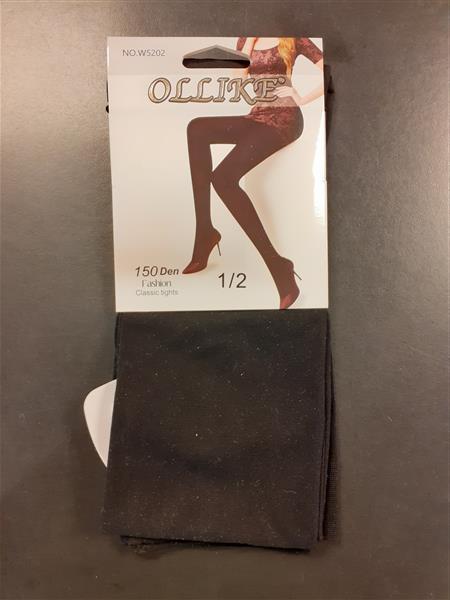 NO.W5202
OLLIKE
150 Den
Fashion
Classic tights
1/2